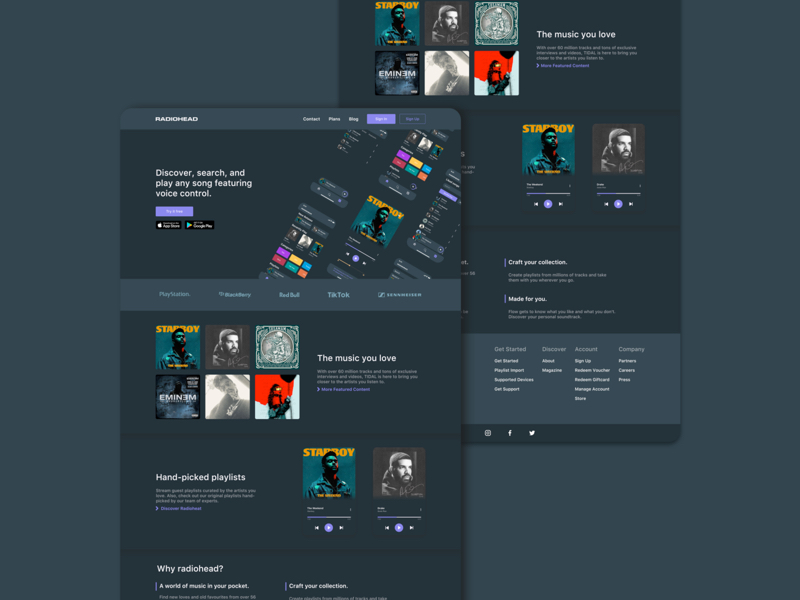 STARBOY
THE WEEKND
EMINEM
The music you love
With over 60 million tracks and tons of exclusive
interviews and videos, TIDAL is here to bring you
closer to the artists you listen to.
More Featured Content
STARBOY
THE WEEKND
The Weeknd
Drake
Craft your collection.
Create playlists from millions of tracks and take
them with you wherever you go.
Made for you.
Flow gets to know what you like and what you don't.
Discover your personal soundtrack.
Get Started Discover Account Company
Get Started About Sign Up Partners
Playlist Import Magazine Redeem Voucher Careers
Supported Devices Redeem Giftcard Press
Get Support Manage Account
Store
RADIOHEAD
Contact Plans Blog Sign In Sign Up
Discover, search, and
play any song featuring
voice control.
App Store Google Play
STARBOY
PlayStation. BlackBerry Red Bull TikTok SENNHEISER
STARBOY
THE WEEKND
EMINEM
The music you love
With over 60 million tracks and tons of exclusive
interviews and videos, TIDAL is here to bring you
closer to the artists you listen to.
More Featured Content
Hand-picked playlists
Stream guest playlists curated by the artists you
love. Also, check out our original playlists hand-
picked by our team of experts.
Discover Radiohead
STARBOY
THE WEEKND
The Weeknd
Drake
Why radiohead?
A world of music in your pocket.
Find new loves and old favourites from over 56
Craft your collection.
Create playlists from millions of tracks and take